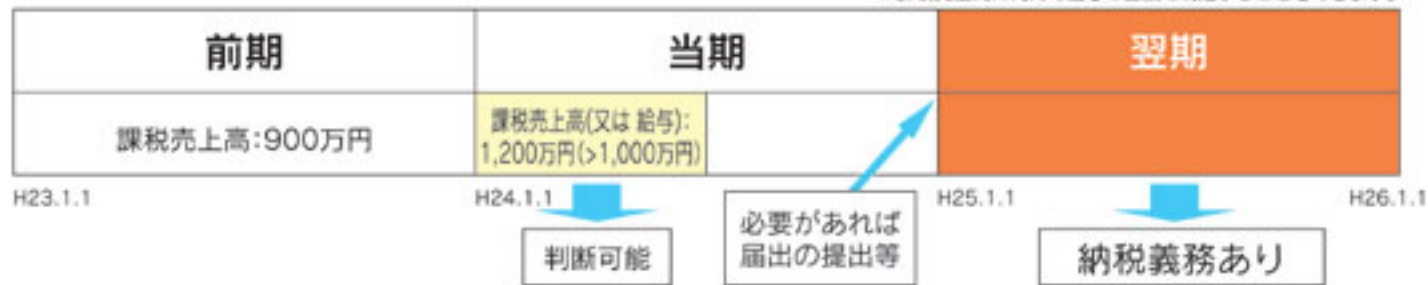 前期
当期
翌期
課税売上高:900万円
課税売上高(又は 給与):
1,200万円(>1,000万円)
H23.1.1
H24.1.1
H25.1.1
H26.1.1
判断可能
必要があれば
届出の提出等
納税義務あり